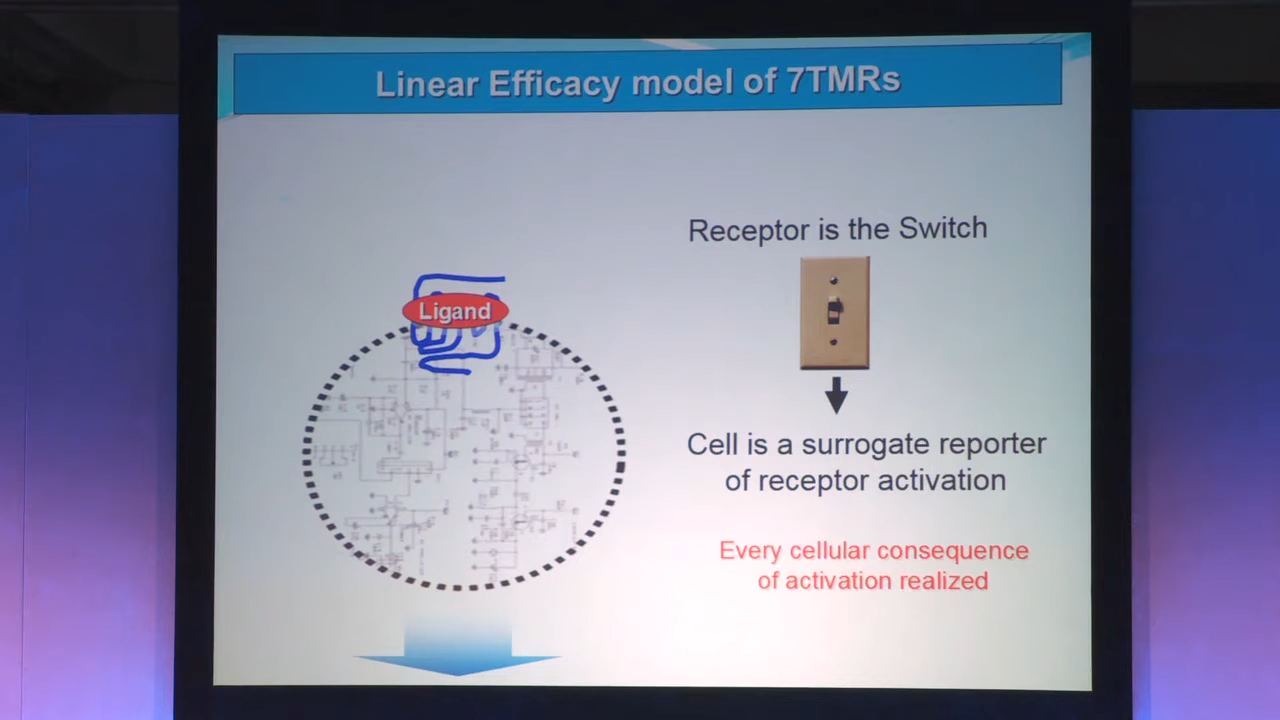 Linear Efficacy model of 7TMRs
Receptor is the Switch
Ligand
Cell is a surrogate reporter
of receptor activation
Every cellular consequence
of activation realized